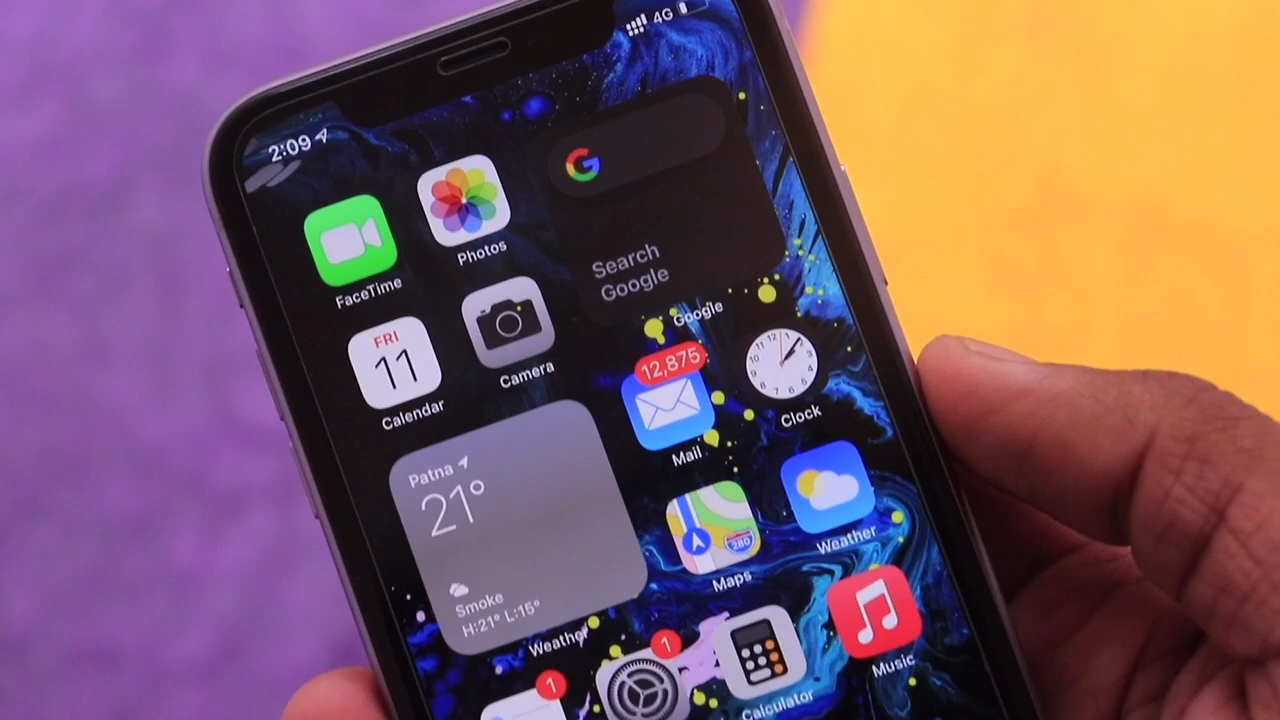 2:09
4G
FaceTime
Photos
Search
Google
Google
FRI
11
Calendar
Camera
12,875
Mail
Clock
Patna
21°
Smoke
H:21° L:15°
Weather
280
Maps
Weather
1
1
Calculator
Music